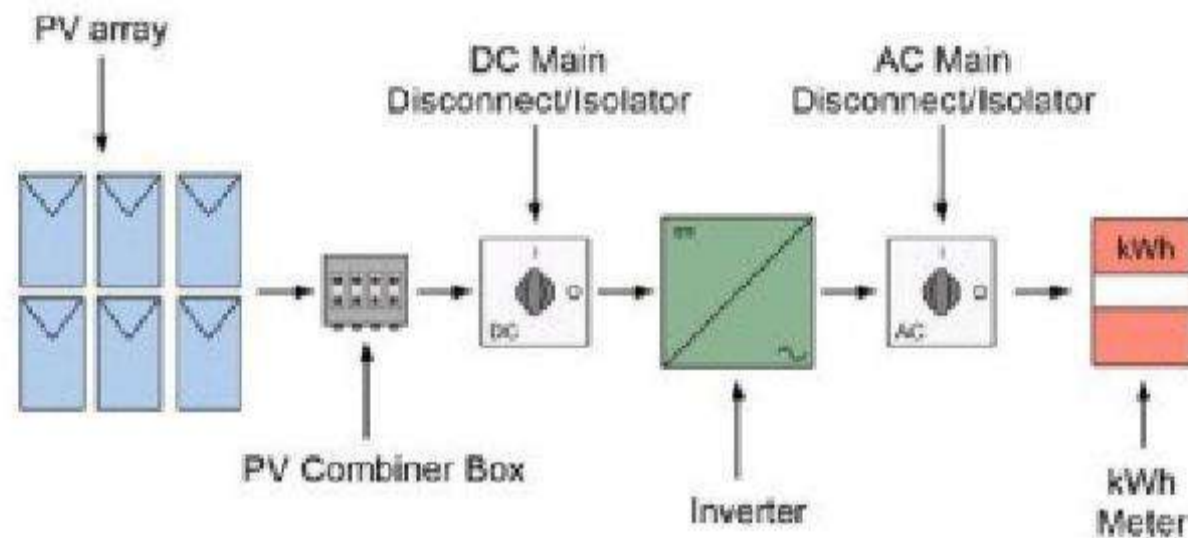 PV array
DC Main
Disconnect/Isolator
AC Main
Disconnect/Isolator
I
O
DC
I
O
AC
kWh
PV Combiner Box
Inverter
kWh
Meter